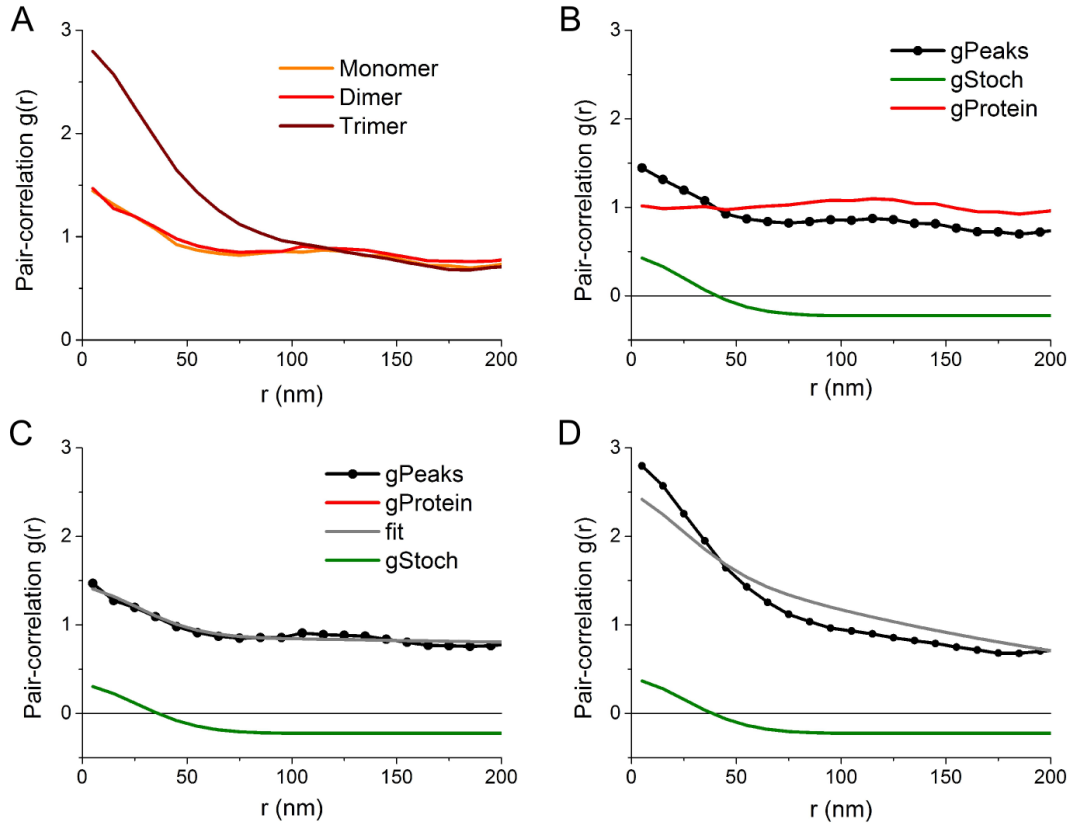 A
Pair-correlation g(r)
3
2
1
0
Monomer
Dimer
Trimer
0
50
100
150
200
r (nm)
B
Pair-correlation g(r)
3
2
1
0
gPeaks
gStoch
gProtein
0
50
100
150
200
r (nm)
C
Pair-correlation g(r)
3
2
1
0
gPeaks
gProtein
fit
gStoch
0
50
100
150
200
r (nm)
D
Pair-correlation g(r)
3
2
1
0
0
50
100
150
200
r (nm)